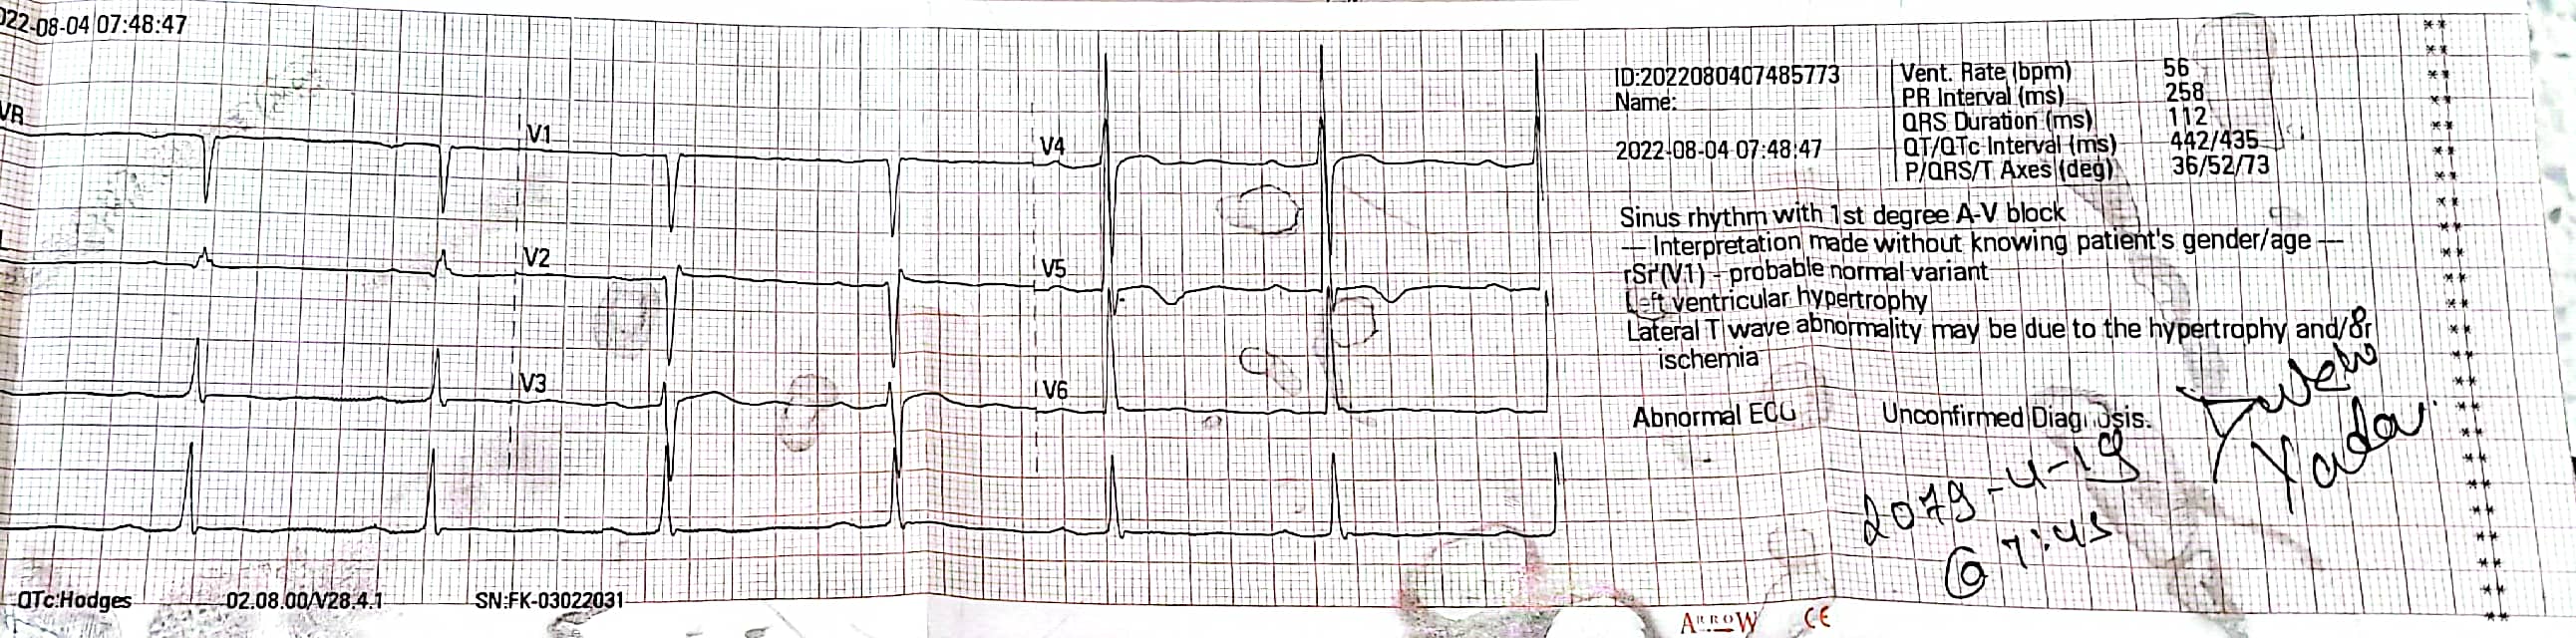 022-08-04 07:48:47
VR
V1
V4
L
V2
V5
V3
V6
ID:2022080407485773
Name:
2022-08-04 07:48:47
Vent. Rate (bpm) 56
PR Interval (ms) 258
QRS Duration (ms) 112
QT/QTc Interval (ms) 442/435
P/QRS/T Axes (deg) 36/52/73
Sinus rhythm with 1st degree A-V block
--- Interpretation made without knowing patient's gender/age ---
rSr'(V1) - probable normal variant
Left ventricular hypertrophy
Lateral T wave abnormality may be due to the hypertrophy and/or
ischemia
Abnormal ECG Unconfirmed Diagnosis.
Yadav
2079-4-19
@ 7:45
QTc:Hodges 02.08.00/V28.4.1 SN:FK-03022031
ARROW CE